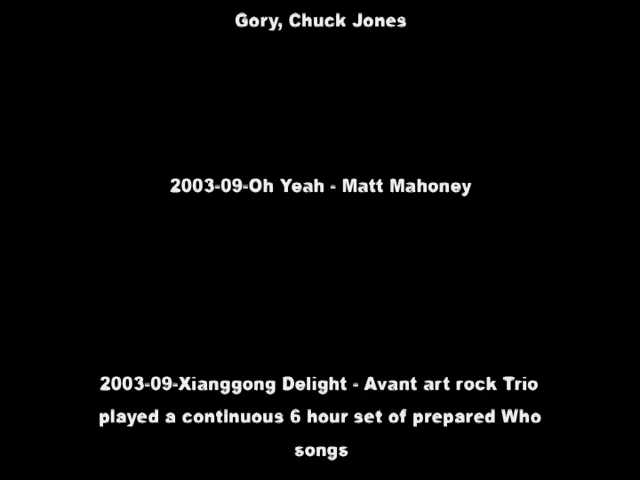 Gory, Chuck Jones
2003-09-Oh Yeah - Matt Mahoney
2003-09-Xianggong Delight - Avant art rock Trio
played a continuous 6 hour set of prepared Who
songs